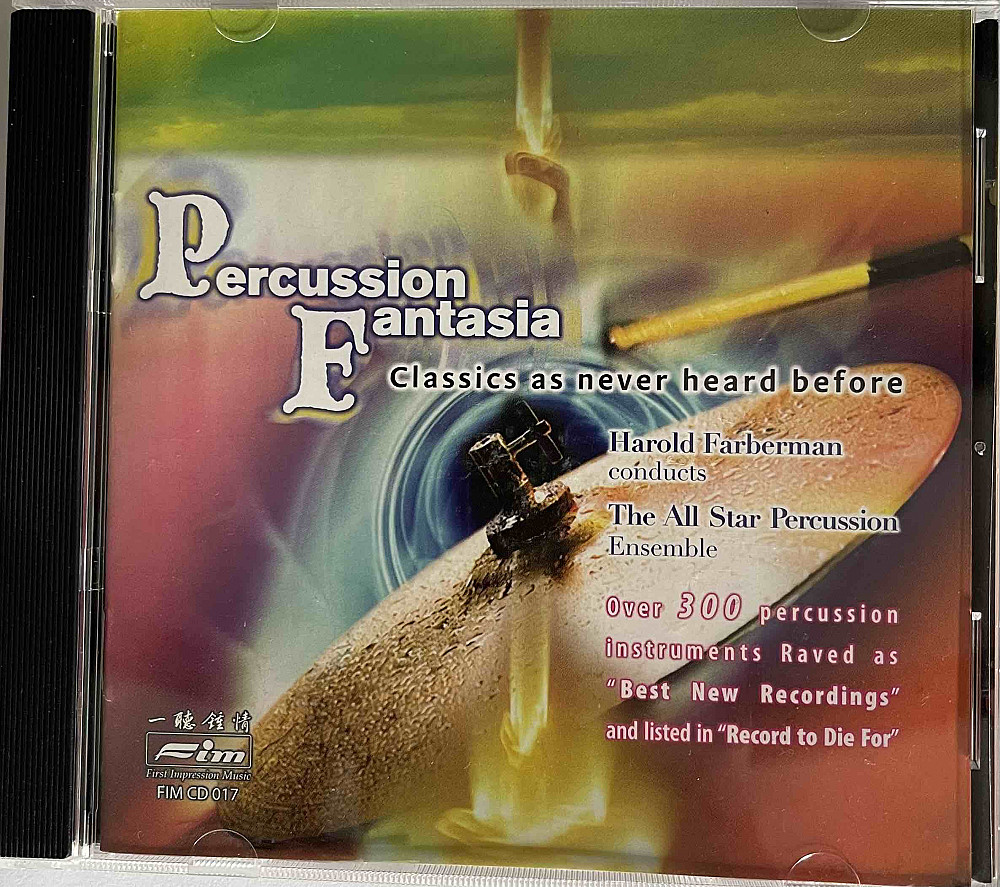 Percussion
Fantasia
Classics as never heard before
Harold Farberman
conducts
The All Star Percussion
Ensemble
Over 300 percussion
instruments Raved as
“Best New Recordings”
and listed in “Record to Die For”
一聽鍾情
Fim
First Impression Music
FIM CD 017